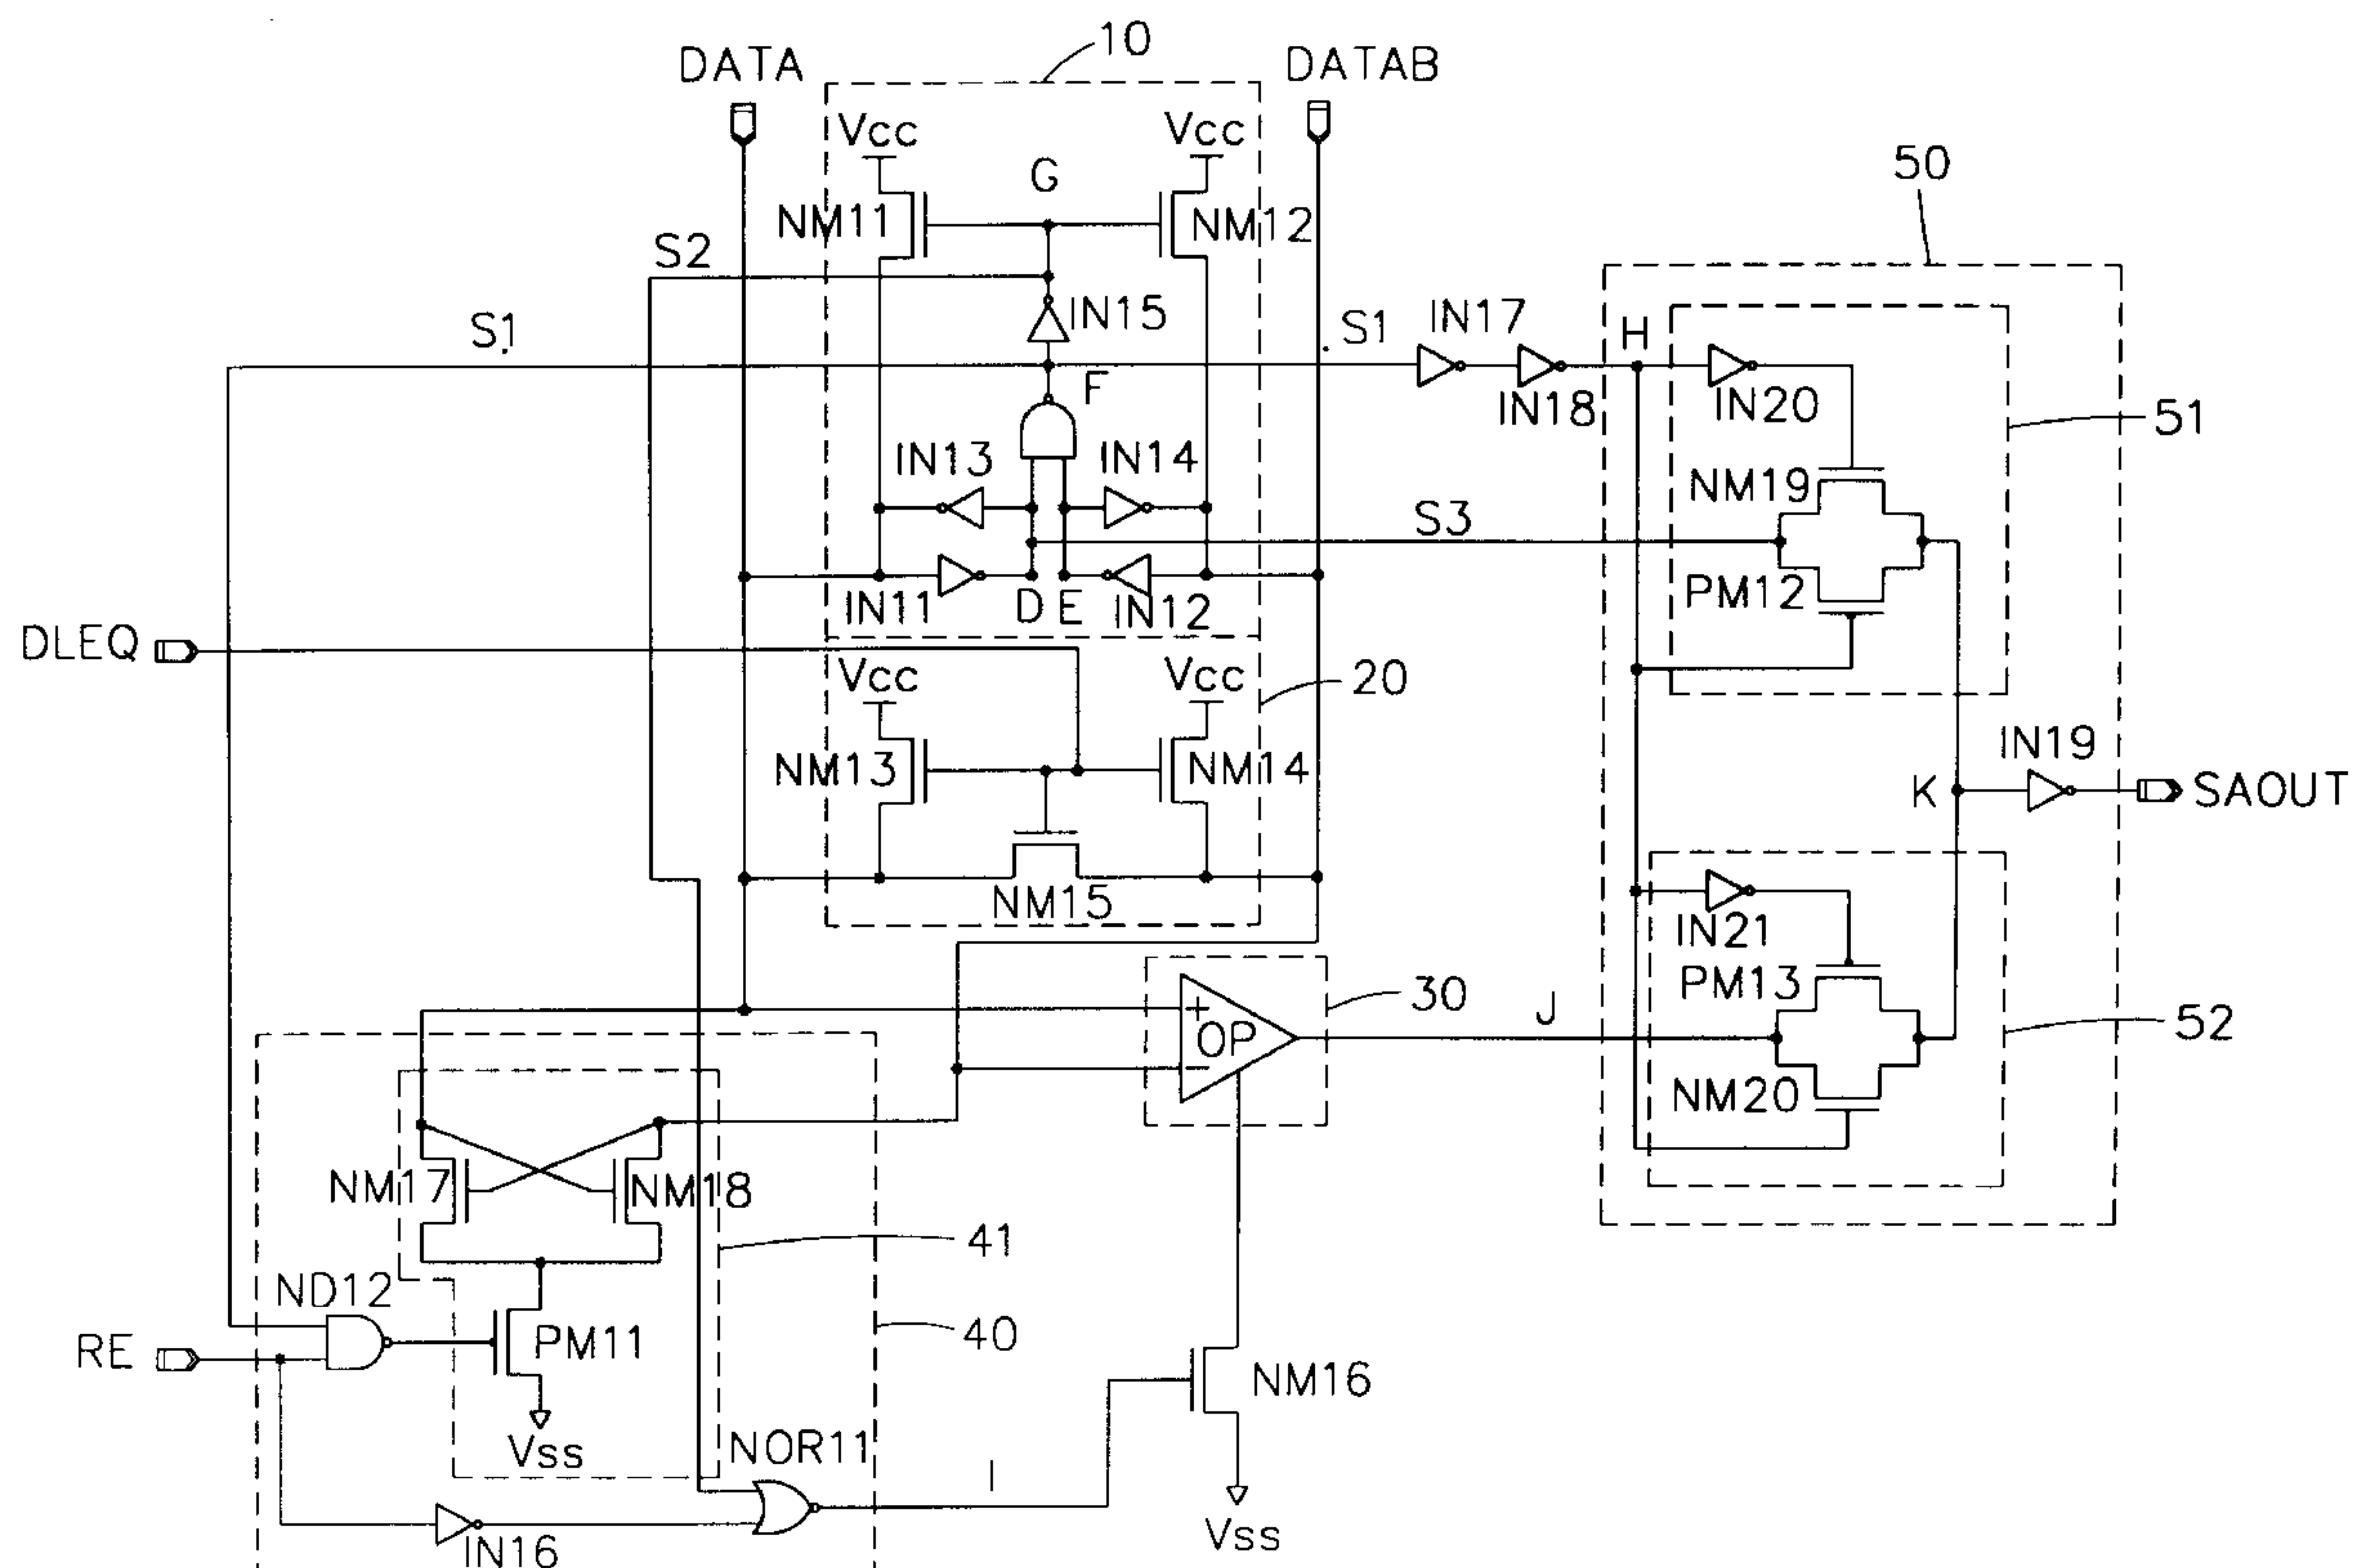 10
DATA
DATAB
Vcc
Vcc
G
50
NM11
NM12
S2
S1
IN15
S1
IN17
H
F
IN18
IN20
51
IN13
IN14
NM19
S3
IN11
D
E
IN12
PM12
DLEQ
Vcc
Vcc
20
NM13
NM14
IN19
K
SAOUT
NM15
IN21
PM13
+
OP
−
30
J
52
NM20
NM17
NM18
41
ND12
RE
PM11
40
NM16
Vss
NOR11
I
IN16
Vss